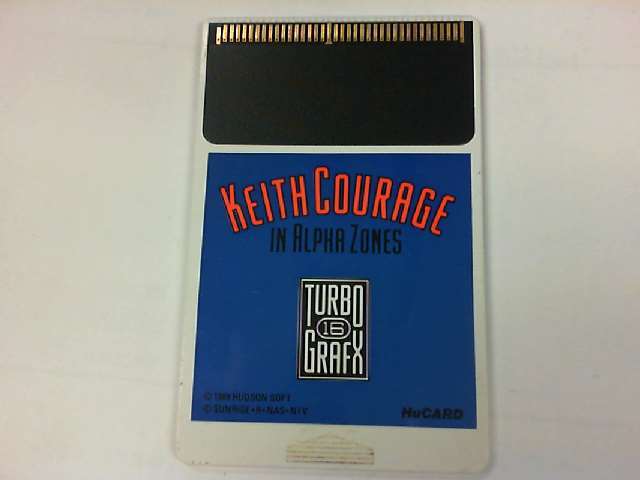 KEITH COURAGE
IN ALPHA ZONES
TURBO
16
GRAFX
© 1989 HUDSON SOFT
© SUNRISE•R•NAS•NTV
HuCARD